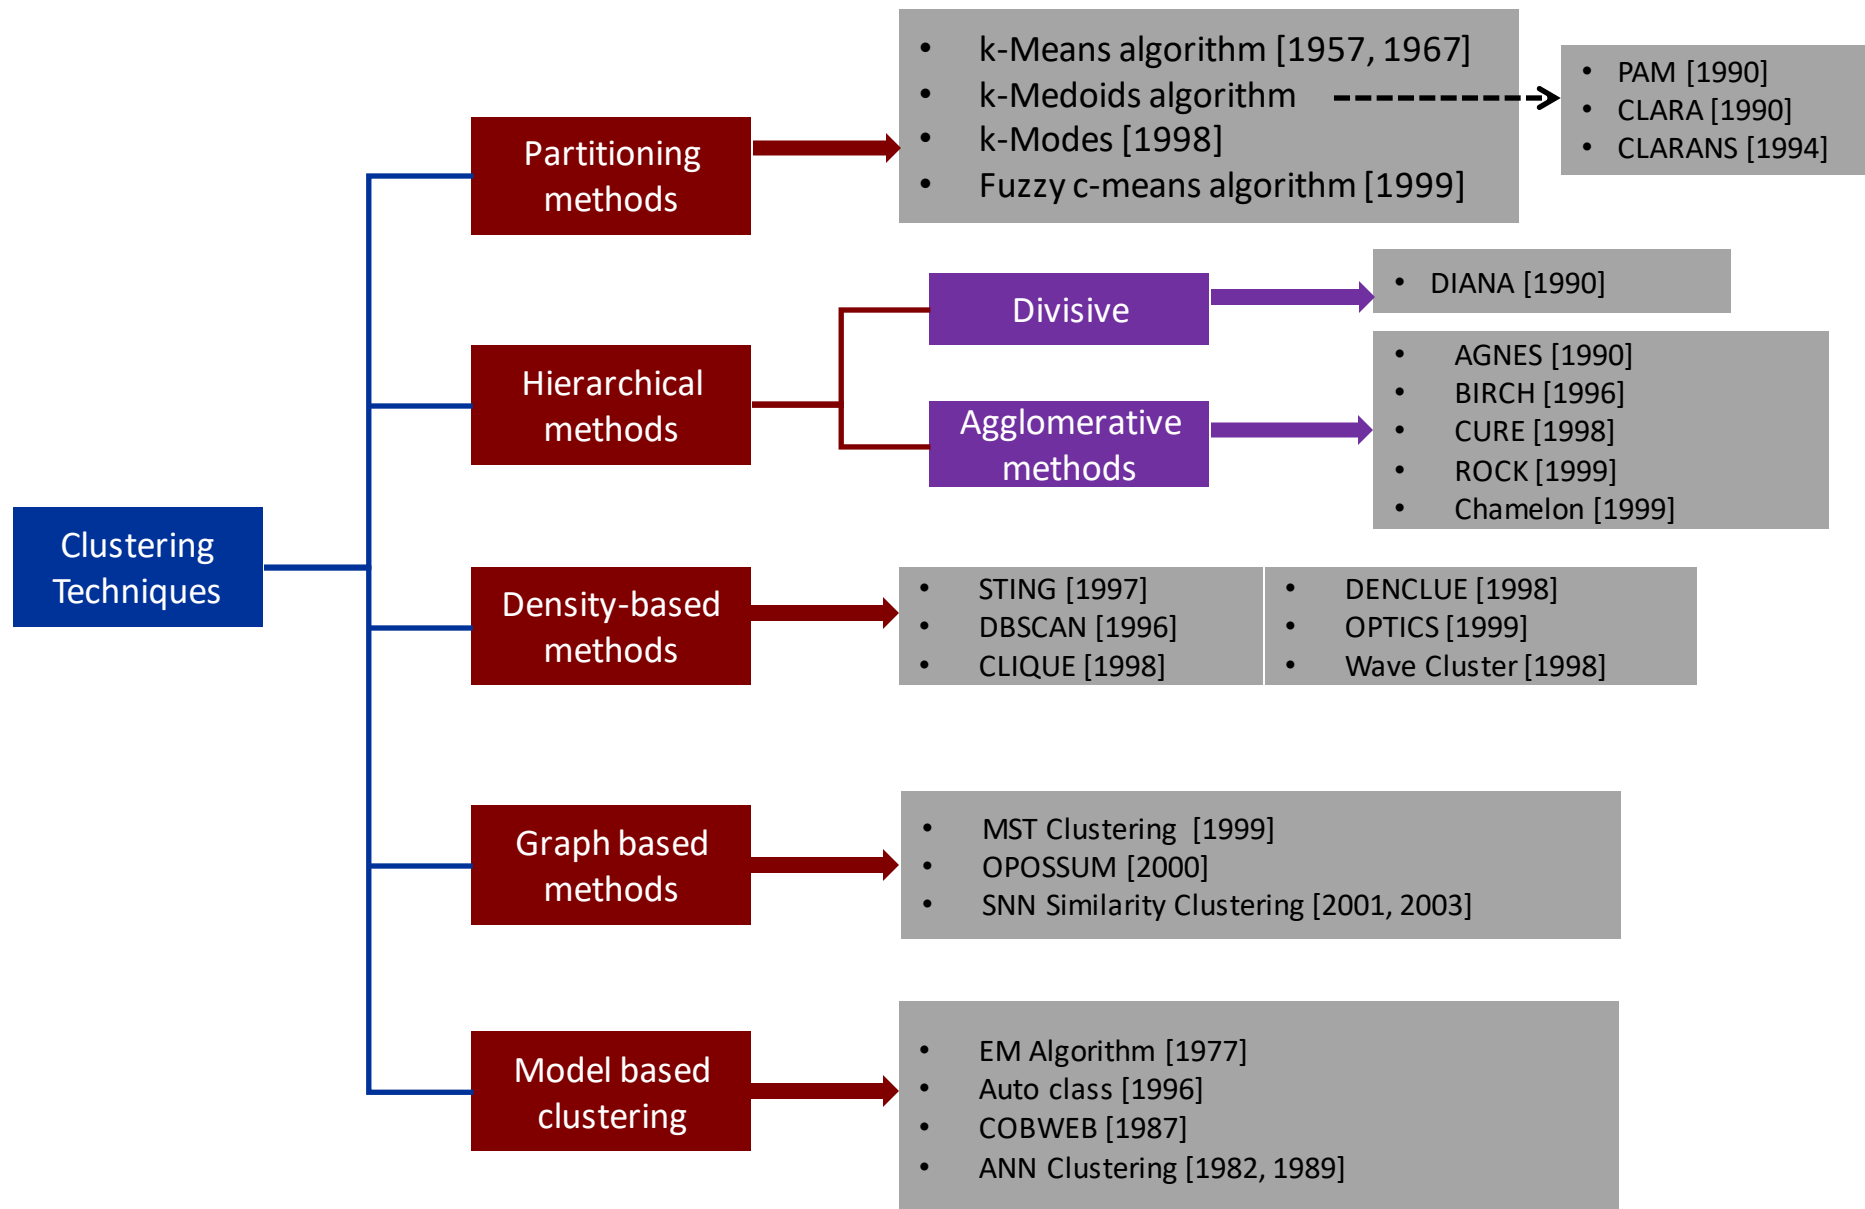 Clustering
Techniques
Partitioning
methods
• k-Means algorithm [1957, 1967]
• k-Medoids algorithm
• k-Modes [1998]
• Fuzzy c-means algorithm [1999]
• PAM [1990]
• CLARA [1990]
• CLARANS [1994]
Hierarchical
methods
Divisive
• DIANA [1990]
Agglomerative
methods
• AGNES [1990]
• BIRCH [1996]
• CURE [1998]
• ROCK [1999]
• Chamelon [1999]
Density-based
methods
• STING [1997]
• DBSCAN [1996]
• CLIQUE [1998]
• DENCLUE [1998]
• OPTICS [1999]
• Wave Cluster [1998]
Graph based
methods
• MST Clustering [1999]
• OPOSSUM [2000]
• SNN Similarity Clustering [2001, 2003]
Model based
clustering
• EM Algorithm [1977]
• Auto class [1996]
• COBWEB [1987]
• ANN Clustering [1982, 1989]